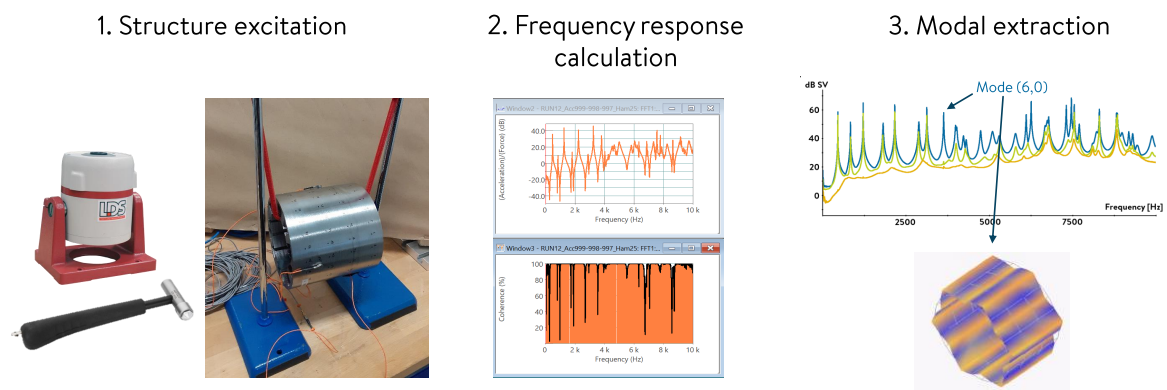 1. Structure excitation
2. Frequency response
calculation
3. Modal extraction
LDS
Window2 - RUN12_Acc999-998-997_Ham25: FFT1:...
(Acceleration)/(Force) (dB)
40.0
20.0
0
-20.0
-40.0
0
2 k
4 k
6 k
8 k
10 k
Frequency (Hz)
Window3 - RUN12_Acc999-998-997_Ham25: FFT1:...
Coherence (%)
100
80
60
40
20
0
2 k
4 k
6 k
8 k
10 k
Frequency (Hz)
dB SV
Mode (6,0)
60
40
20
0
Frequency [Hz]
2500
5000
7500